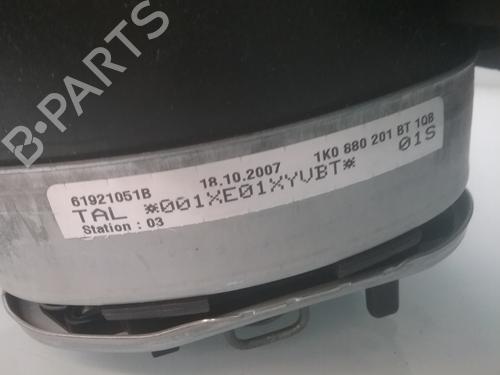 B-PARTS
61921051B 18.10.2007 1K0 880 201 BT 1QB
TAL *001XE01XYVBT* 01S
Station : 03